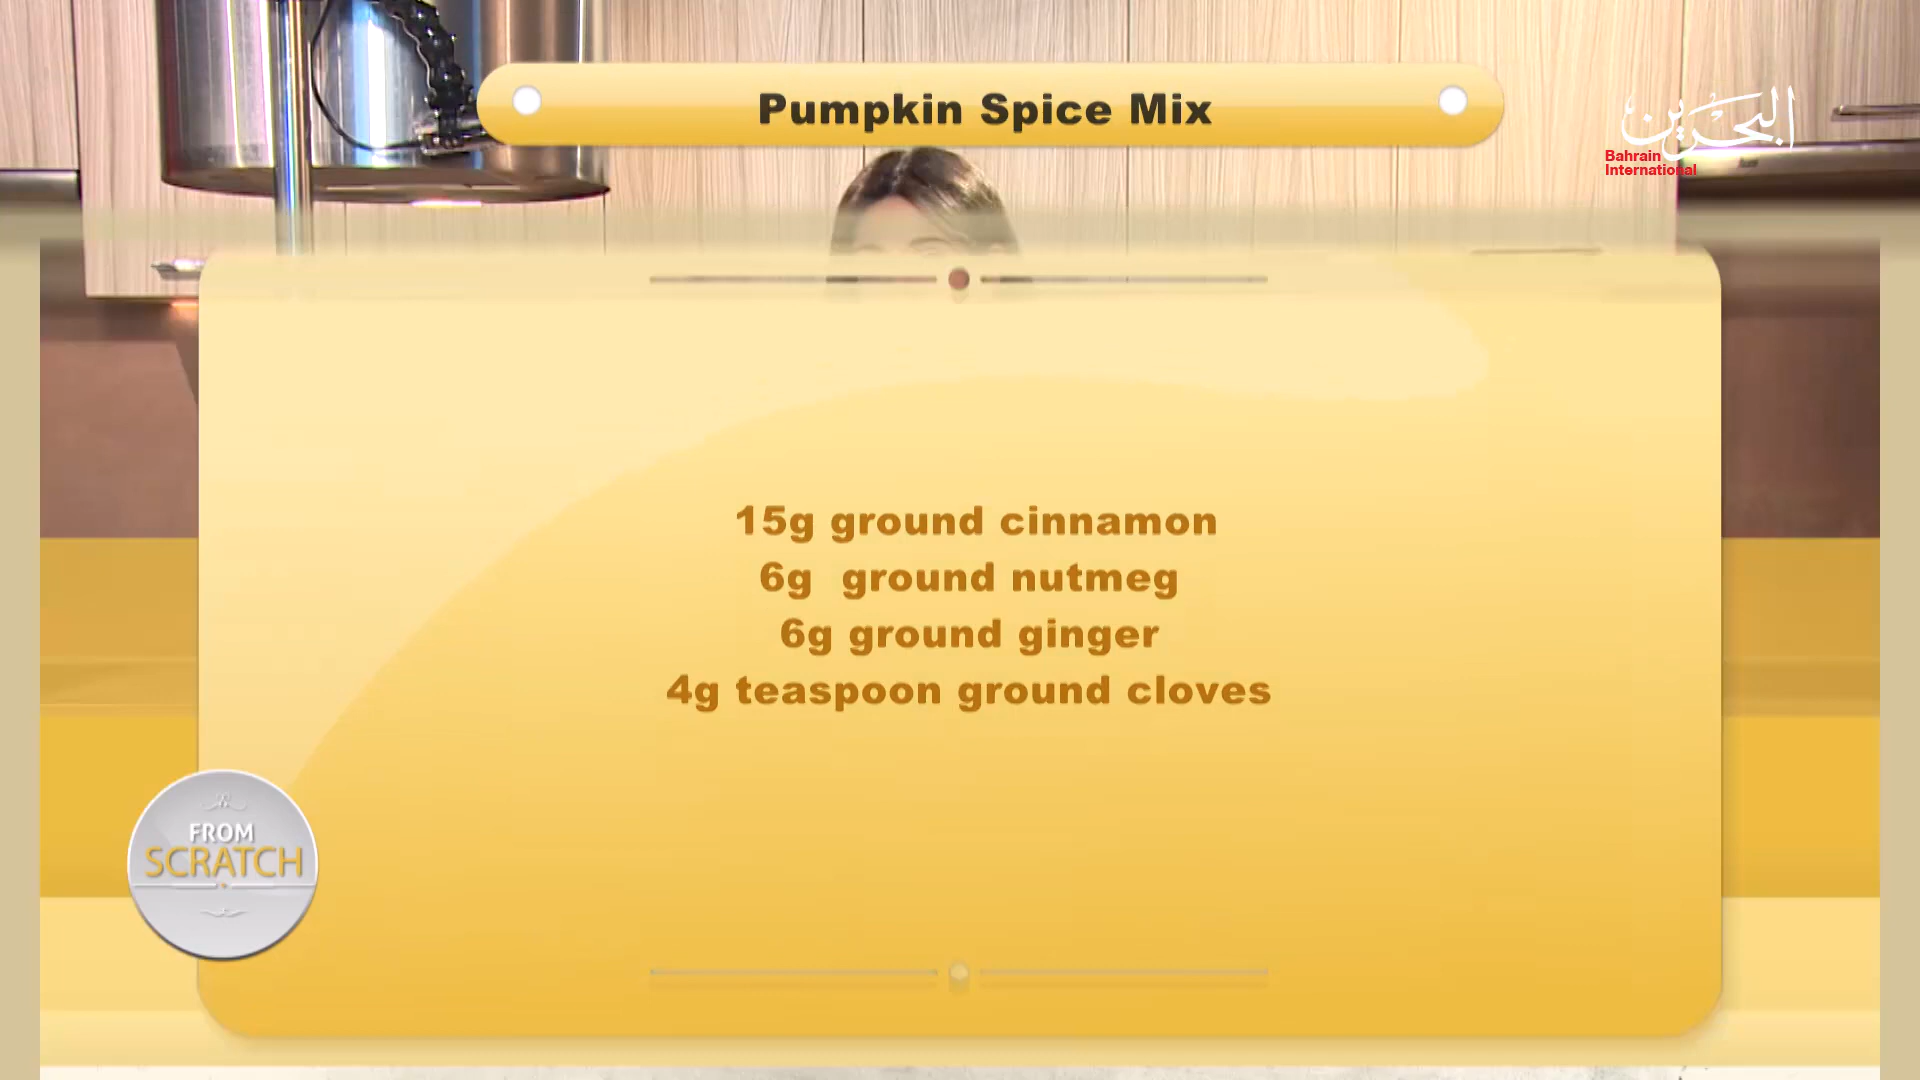 Pumpkin Spice Mix
البحرين
Bahrain
International
15g ground cinnamon
6g  ground nutmeg
6g ground ginger
4g teaspoon ground cloves
FROM
SCRATCH